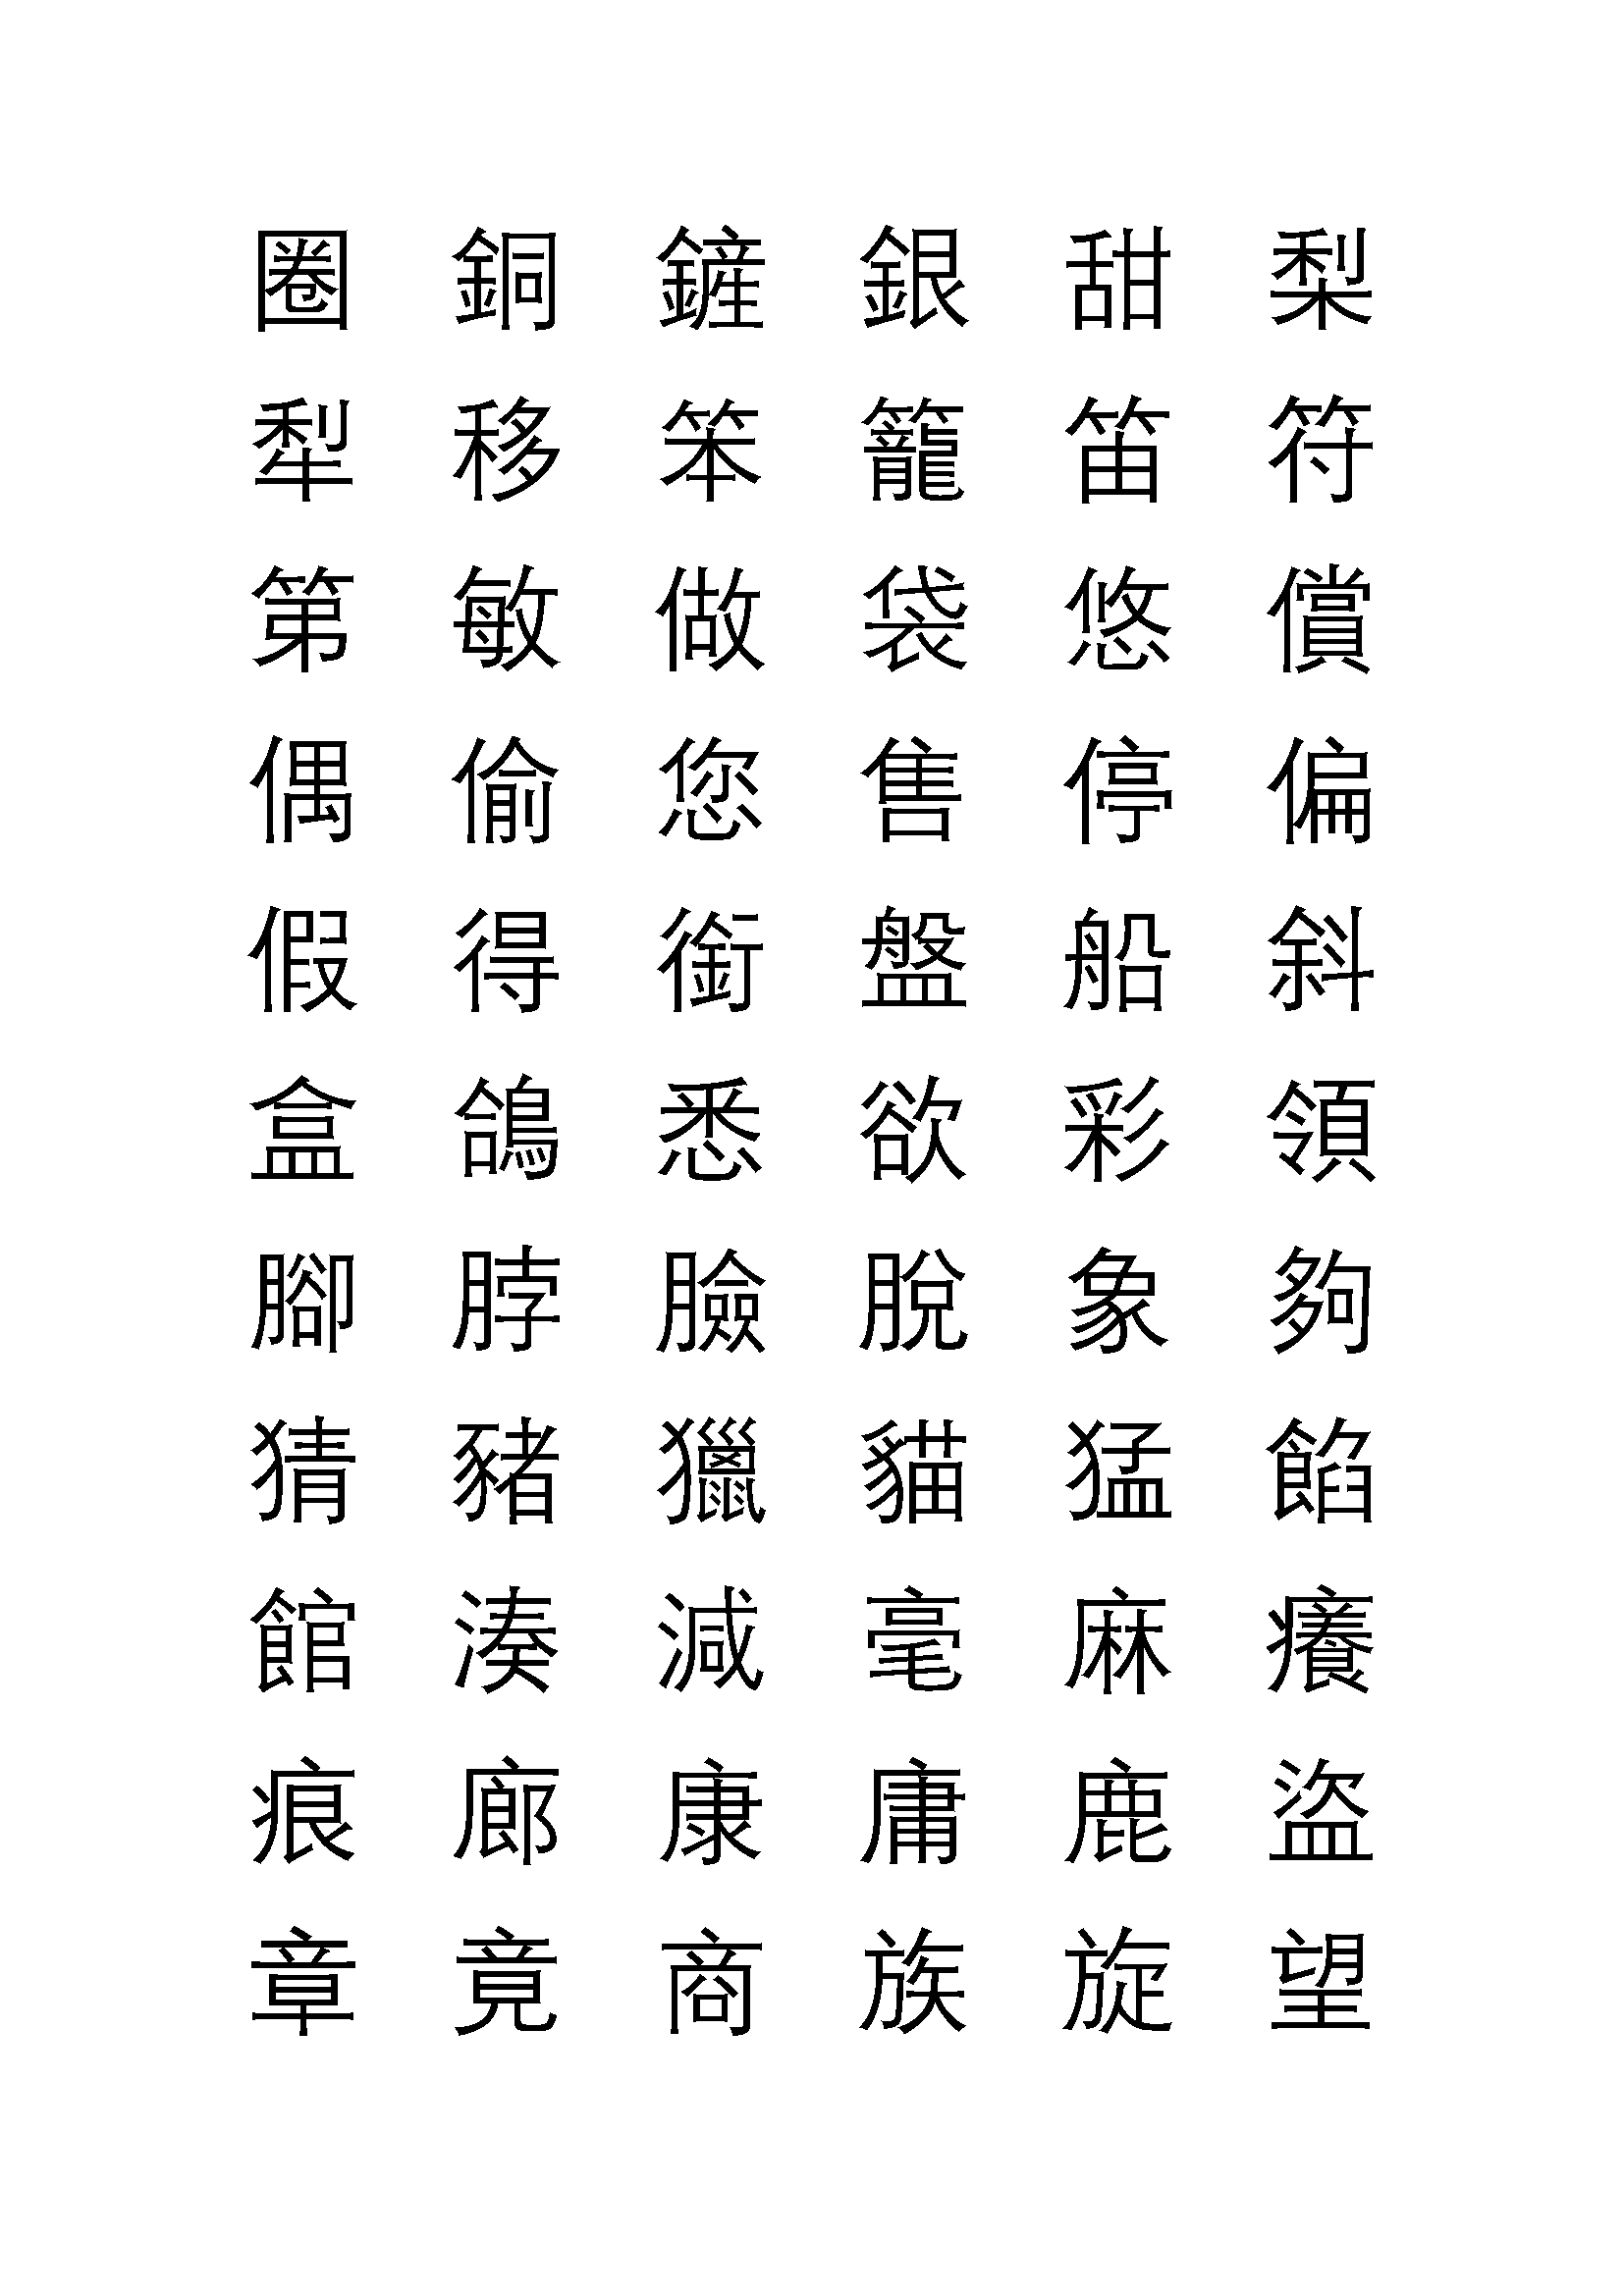 圈 銅 鏟 銀 甜 梨
犁 移 笨 籠 笛 符
第 敏 做 袋 悠 償
偶 偷 您 售 停 偏
假 得 銜 盤 船 斜
盒 鴿 悉 欲 彩 領
腳 脖 臉 脫 象 夠
猜 豬 獵 貓 猛 餡
館 湊 減 毫 麻 癢
痕 廊 康 庸 鹿 盜
章 竟 商 族 旋 望